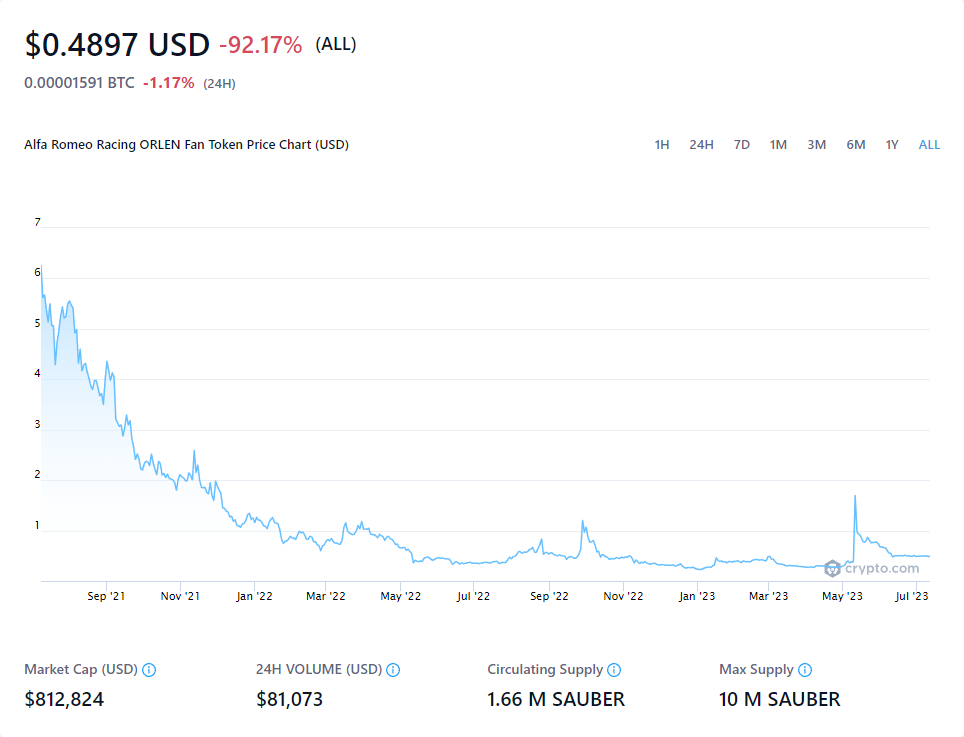 $0.4897 USD -92.17% (ALL)
0.00001591 BTC -1.17% (24H)
Alfa Romeo Racing ORLEN Fan Token Price Chart (USD) 1H 24H 7D 1M 3M 6M 1Y ALL
7
6
5
4
3
2
1
crypto.com
Sep '21 Nov '21 Jan '22 Mar '22 May '22 Jul '22 Sep '22 Nov '22 Jan '23 Mar '23 May '23 Jul '23
Market Cap (USD) 24H VOLUME (USD) Circulating Supply Max Supply
$812,824 $81,073 1.66 M SAUBER 10 M SAUBER